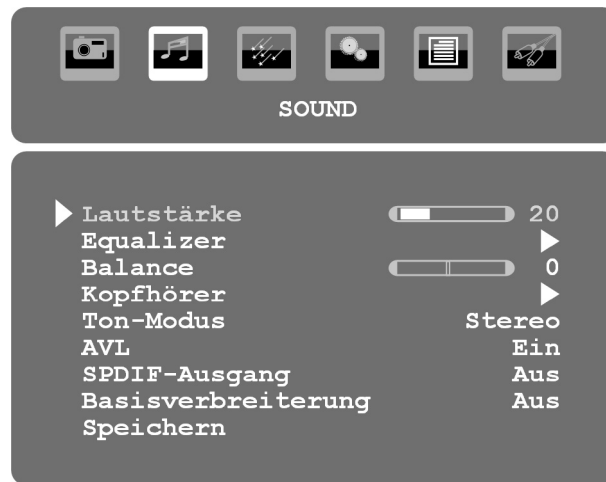 SOUND
Lautstärke 20
Equalizer
Balance 0
Kopfhörer
Ton-Modus Stereo
AVL Ein
SPDIF-Ausgang Aus
Basisverbreiterung Aus
Speichern